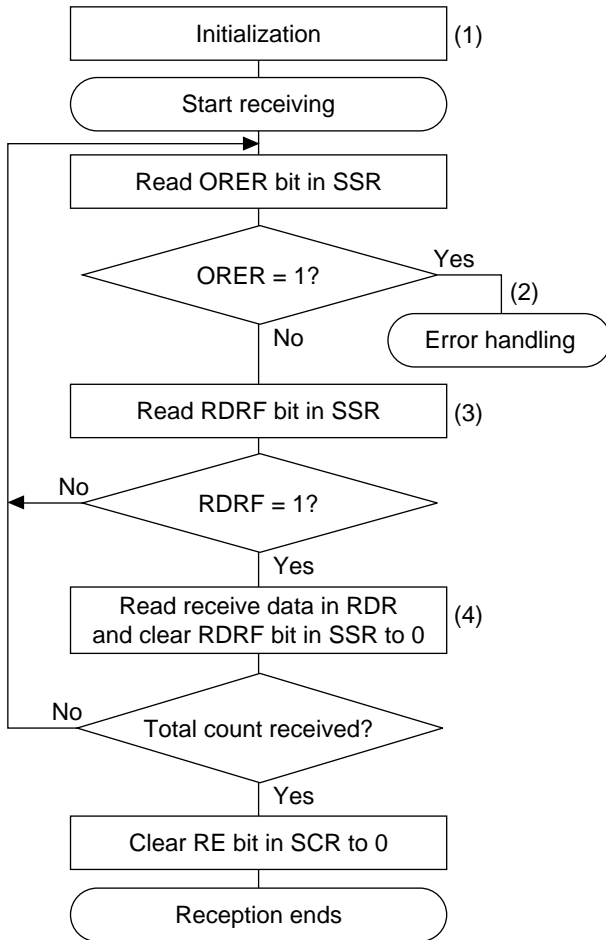 Initialization
(1)
Start receiving
Read ORER bit in SSR
ORER = 1?
Yes
(2)
Error handling
No
Read RDRF bit in SSR
(3)
No
RDRF = 1?
Yes
Read receive data in RDR
and clear RDRF bit in SSR to 0
(4)
No
Total count received?
Yes
Clear RE bit in SCR to 0
Reception ends